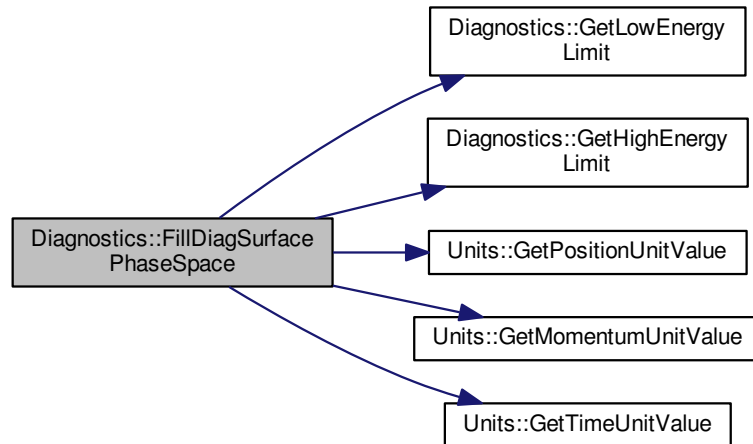 Diagnostics::GetLowEnergy
Limit
Diagnostics::GetHighEnergy
Limit
Diagnostics::FillDiagSurface
PhaseSpace
Units::GetPositionUnitValue
Units::GetMomentumUnitValue
Units::GetTimeUnitValue